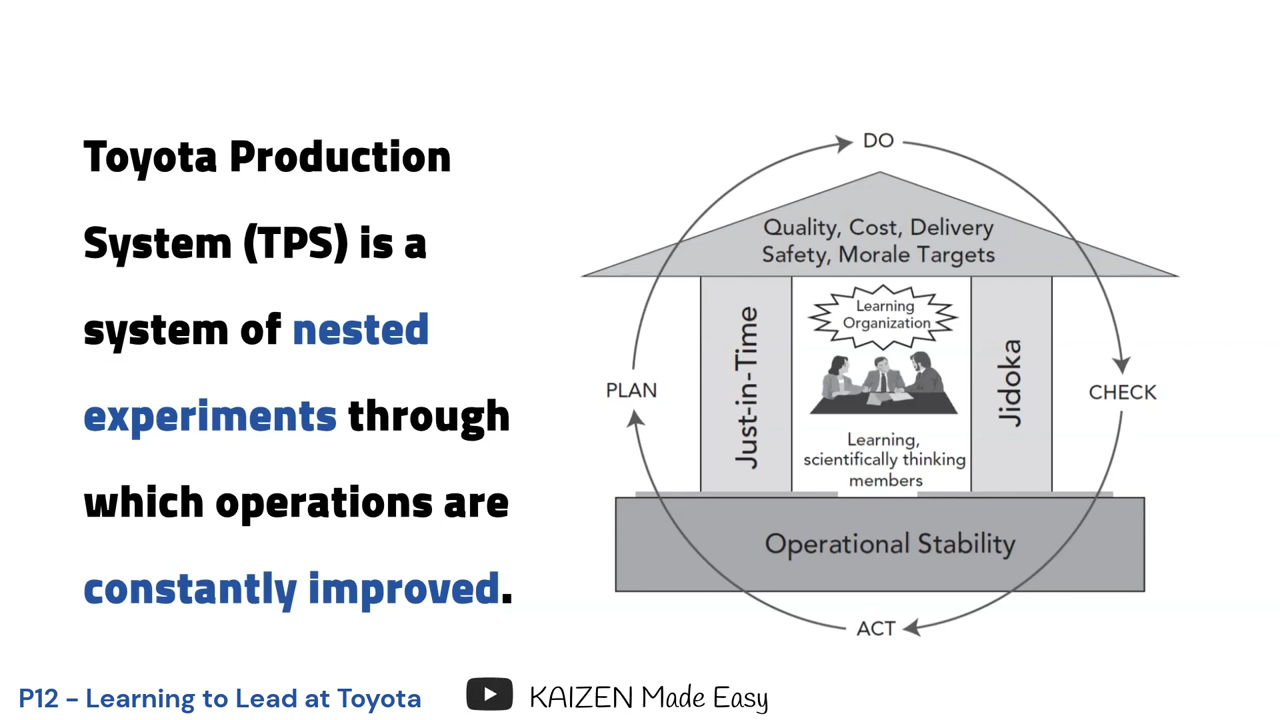 Toyota Production
System (TPS) is a
system of nested
experiments through
which operations are
constantly improved.
DO
Quality, Cost, Delivery
Safety, Morale Targets
Learning
Organization
Just-in-Time
Jidoka
PLAN
CHECK
Learning,
scientifically thinking
members
Operational Stability
ACT
P12 - Learning to Lead at Toyota
KAIZEN Made Easy